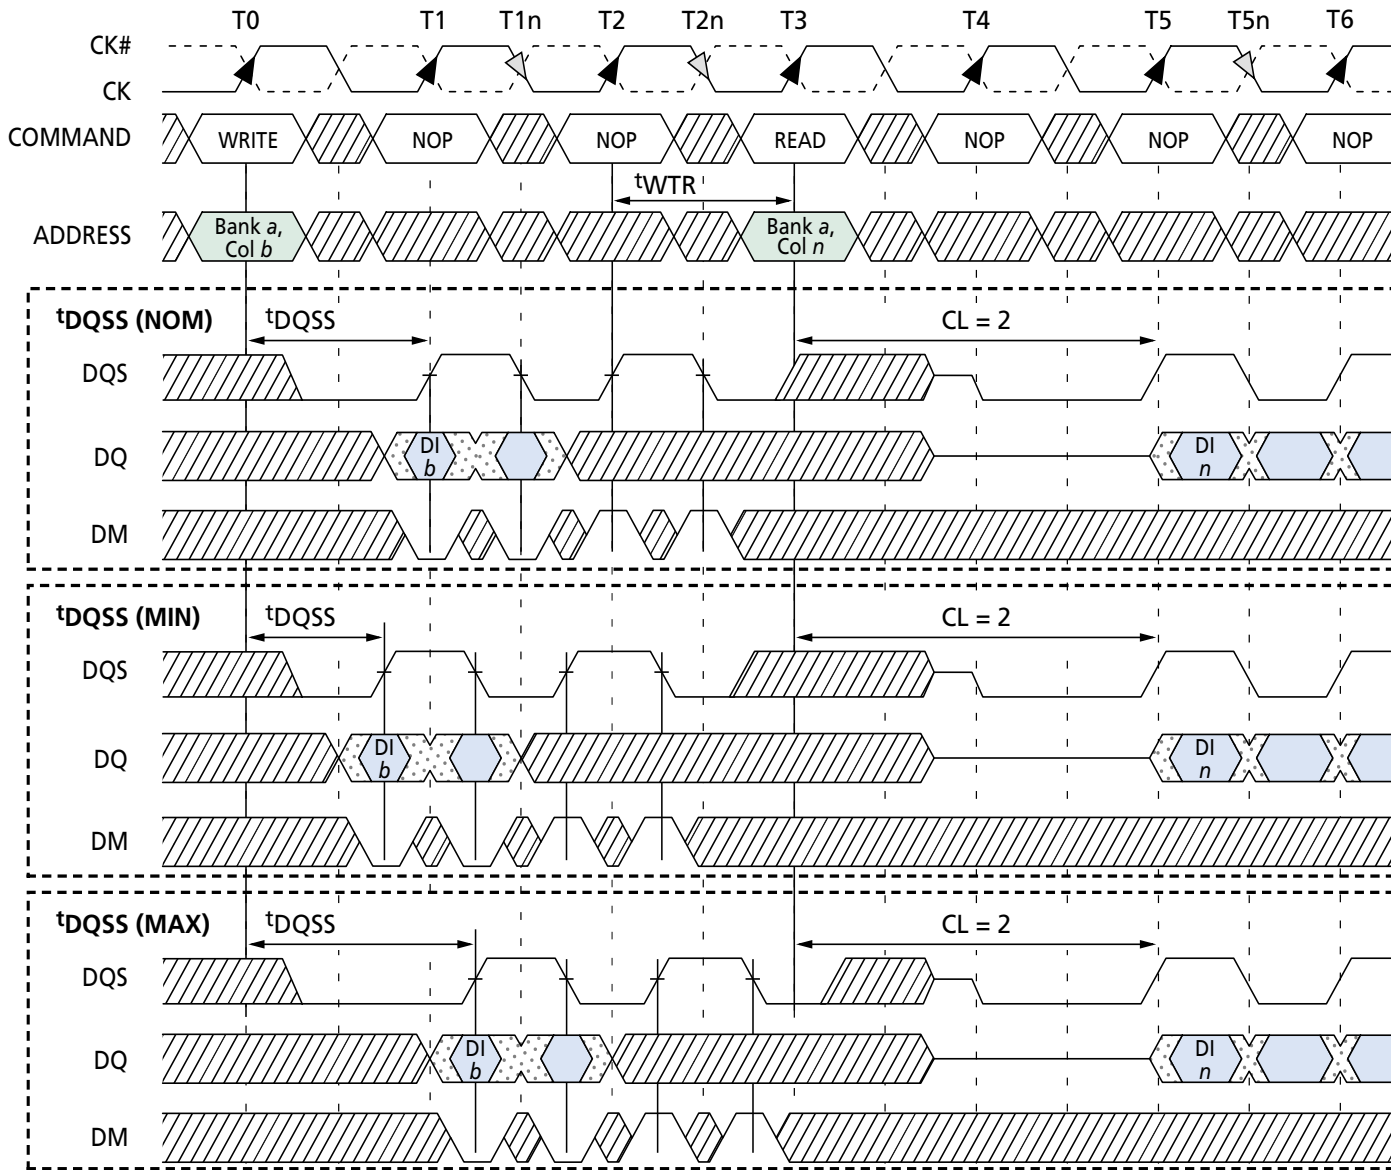 T0 T1 T1n T2 T2n T3 T4 T5 T5n T6
CK#
CK
COMMAND WRITE NOP NOP READ NOP NOP NOP
tWTR
ADDRESS Bank a, Col b Bank a, Col n
tDQSS (NOM) tDQSS CL = 2
DQS
DQ DI b DI n
DM
tDQSS (MIN) tDQSS CL = 2
DQS
DQ DI b DI n
DM
tDQSS (MAX) tDQSS CL = 2
DQS
DQ DI b DI n
DM